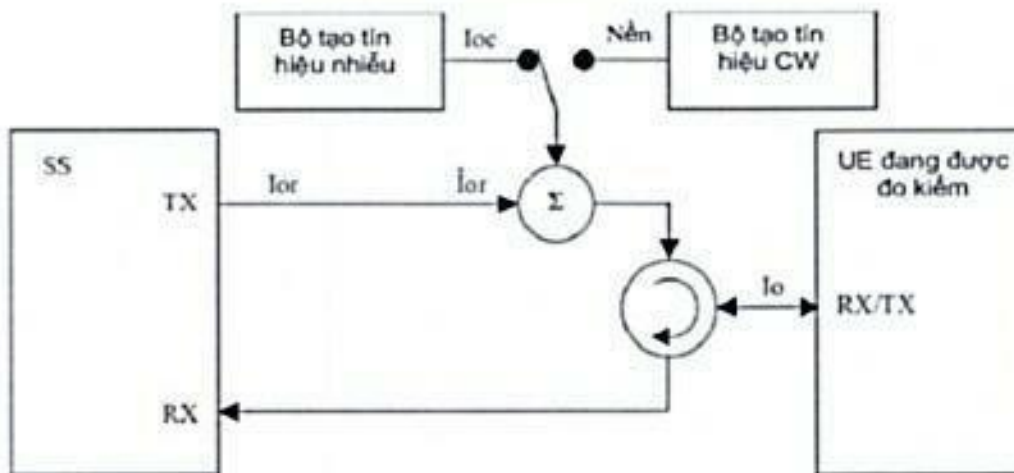 Bộ tạo tín
hiệu nhiễu
Ioc
Nền
Bộ tạo tín
hiệu CW
SS
TX
Ior
Îor
Σ
UE đang được
đo kiểm
Io
RX/TX
RX